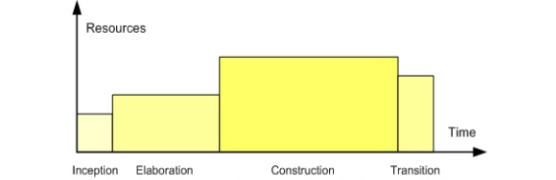 Resources
Time
Inception Elaboration Construction Transition